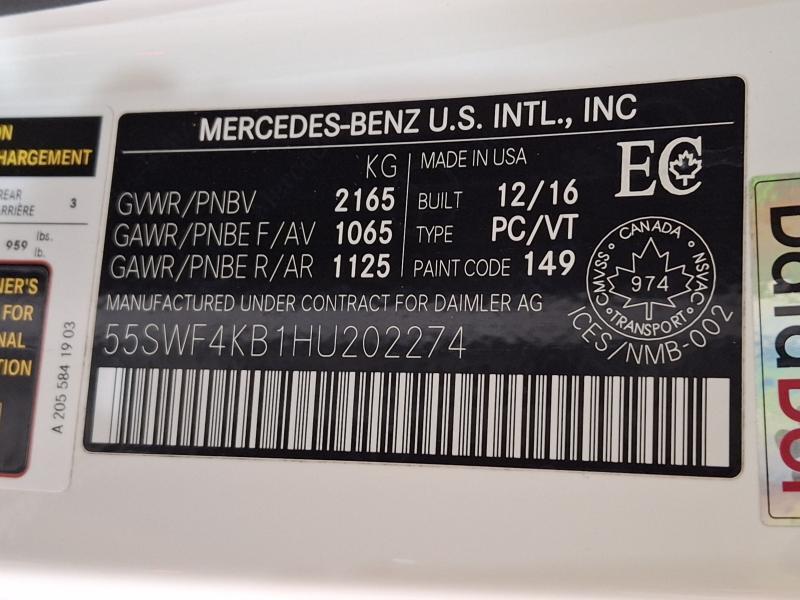 ON
CHARGEMENT
REAR
ARRIÈRE
3
959 lbs.
lb.
NER'S
FOR
NAL
TION
A 205 584 19 03
MERCEDES-BENZ U.S. INTL., INC
KG
GVWR/PNBV 2165
GAWR/PNBE F/AV 1065
GAWR/PNBE R/AR 1125
MADE IN USA
BUILT 12/16
TYPE PC/VT
PAINT CODE 149
EC
CANADA
CMVSS 974 NSVAC
TRANSPORT
ICES/NMB-002
MANUFACTURED UNDER CONTRACT FOR DAIMLER AG
55SWF4KB1HU202274
DataDot